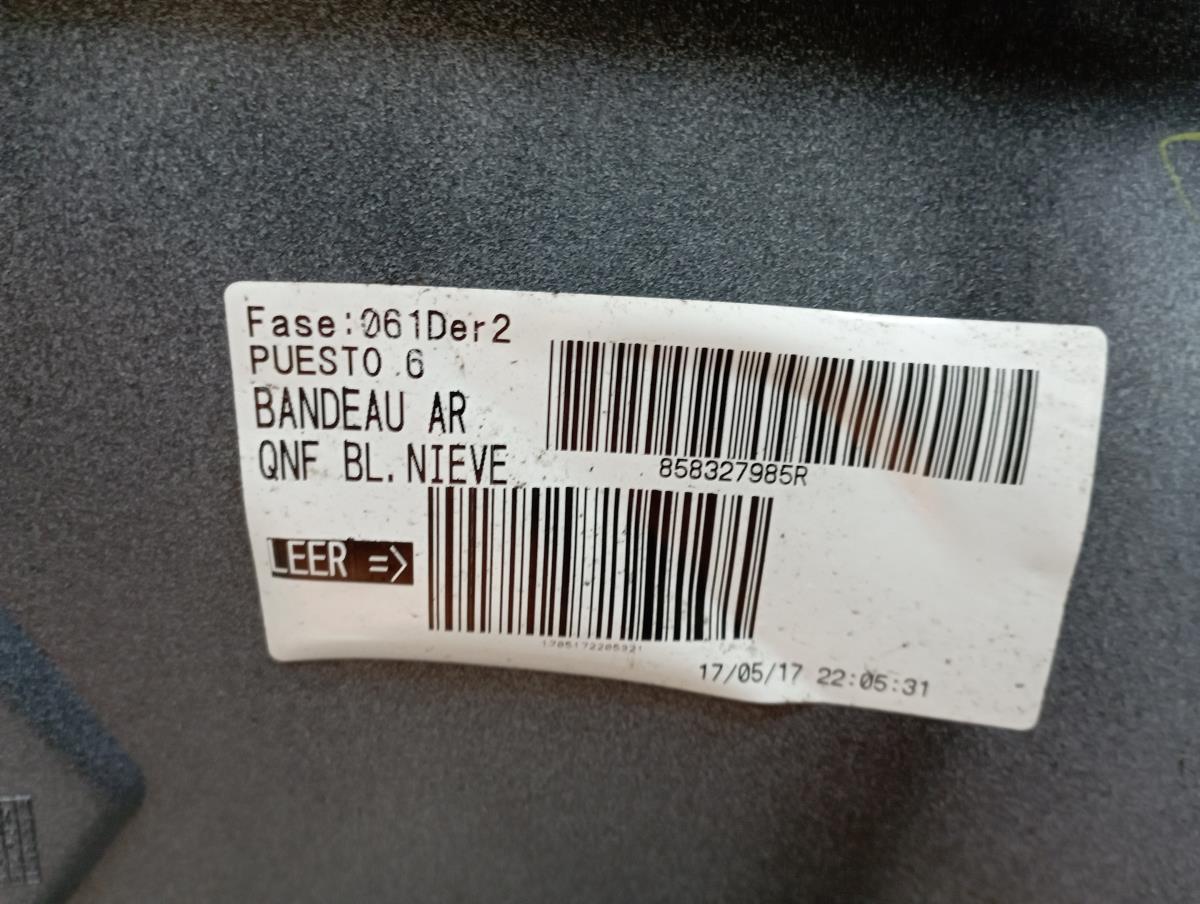 Fase:061Der2
PUESTO 6
BANDEAU AR
QNF BL.NIEVE
858327985R
LEER =>
17/05/17 22:05:31